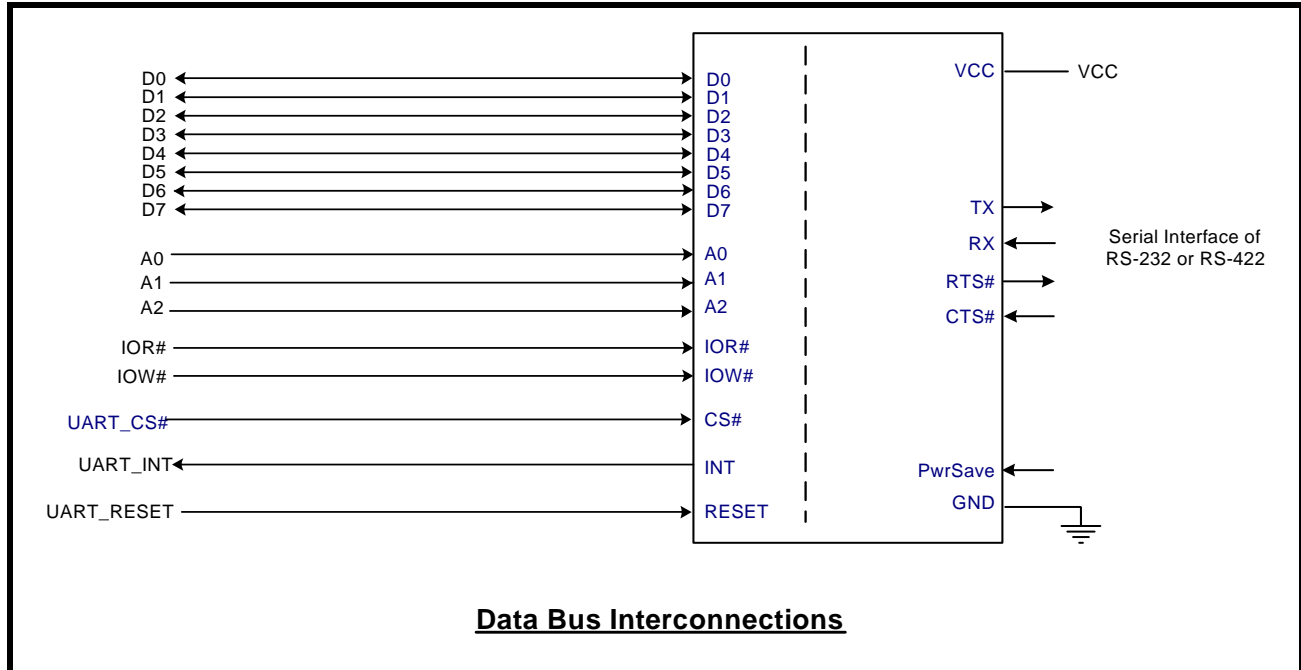 D0 D0
D1 D1
D2 D2
D3 D3
D4 D4
D5 D5
D6 D6
D7 D7
A0 A0
A1 A1
A2 A2
IOR# IOR#
IOW# IOW#
UART_CS# CS#
UART_INT INT
UART_RESET RESET
VCC VCC
TX
RX
RTS#
CTS#
Serial Interface of
RS-232 or RS-422
PwrSave
GND
Data Bus Interconnections